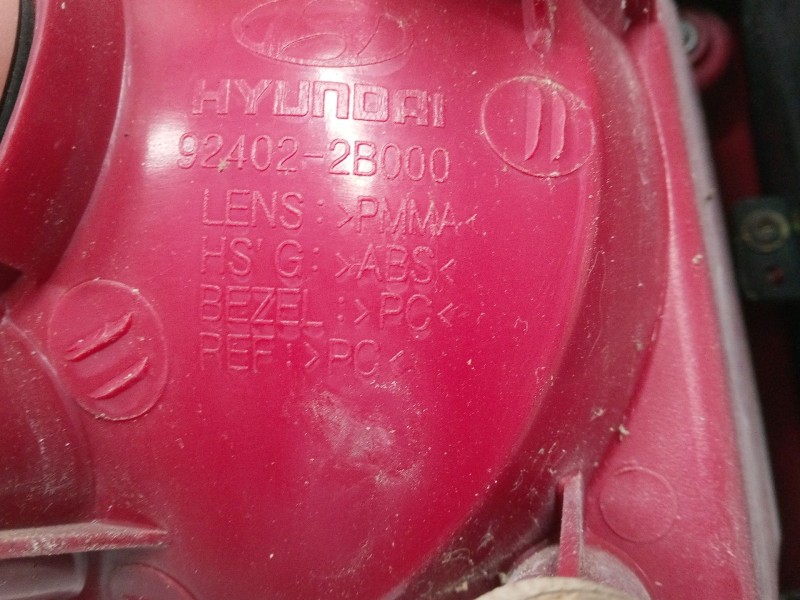 HYUNDAI
92402-2B000
LENS: >PMMA<
HS'G: >ABS<
BEZEL: >PC<
REF: >PC<